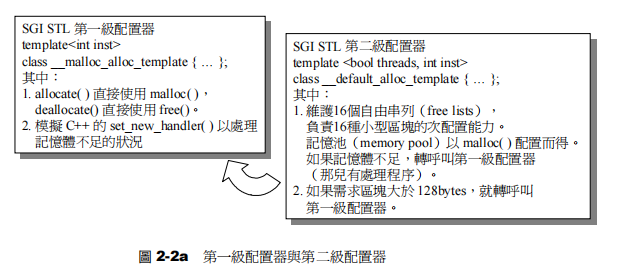 SGI STL 第一級配置器
template<int inst>
class __malloc_alloc_template { … };
其中：
1. allocate( ) 直接使用 malloc( )，
deallocate() 直接使用 free()。
2. 模擬 C++ 的 set_new_handler( ) 以處理
記憶體不足的狀況
SGI STL 第二級配置器
template <bool threads, int inst>
class __default_alloc_template { … };
其中：
1. 維護16個自由串列（free lists），
負責16種小型區塊的次配置能力。
記憶池（memory pool）以 malloc( ) 配置而得。
如果記憶體不足，轉呼叫第一級配置器
（那兒有處理程序）。
2. 如果需求區塊大於 128bytes，就轉呼叫
第一級配置器。
圖 2-2a 第一級配置器與第二級配置器